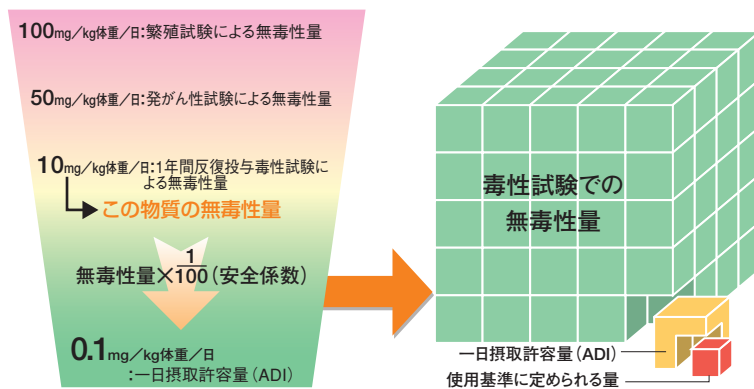 100mg/kg体重/日:繁殖試験による無毒性量
50mg/kg体重/日:発がん性試験による無毒性量
10mg/kg体重/日:1年間反復投与毒性試験に
よる無毒性量
この物質の無毒性量
無毒性量×1/100(安全係数)
0.1mg/kg体重/日
:一日摂取許容量(ADI)
毒性試験での
無毒性量
一日摂取許容量(ADI)
使用基準に定められる量